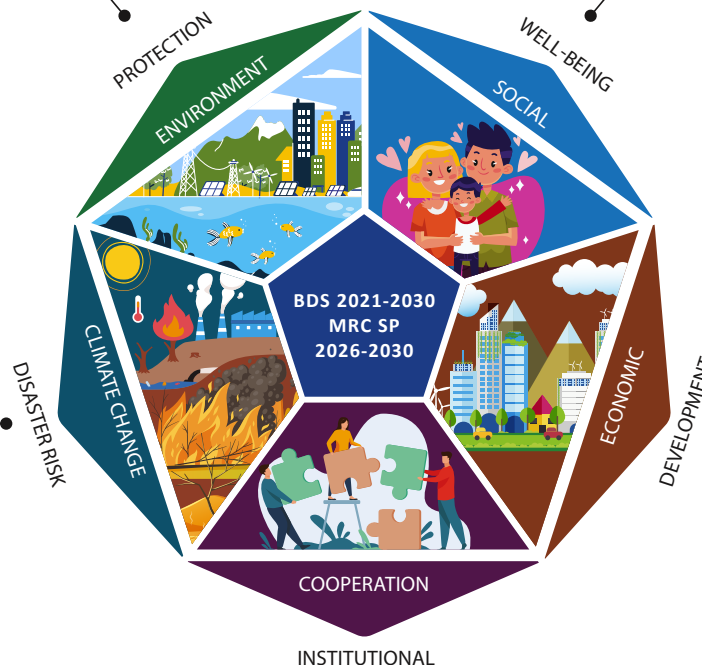 PROTECTION
ENVIRONMENT
WELL-BEING
SOCIAL
BDS 2021-2030
MRC SP
2026-2030
CLIMATE CHANGE
DISASTER RISK
ECONOMIC
DEVELOPMENT
COOPERATION
INSTITUTIONAL